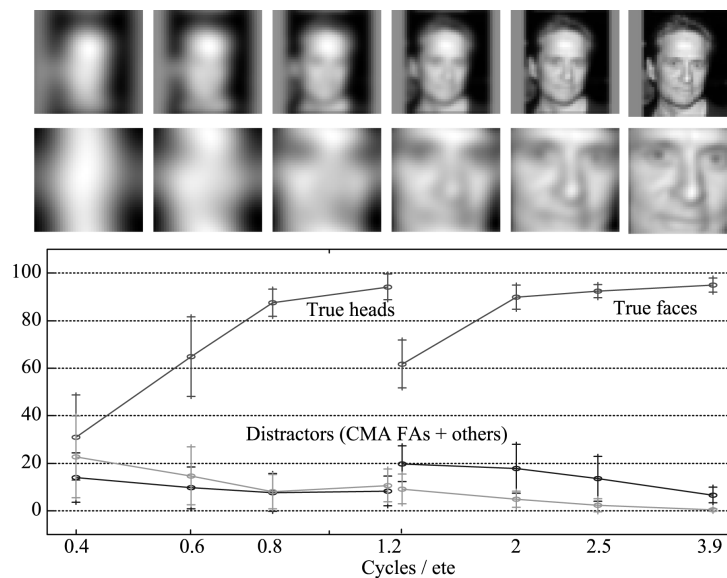 100
80
60
40
20
0
True heads
True faces
Distractors (CMA FAs + others)
0.4 0.6 0.8 1.2 2 2.5 3.9
Cycles / ete